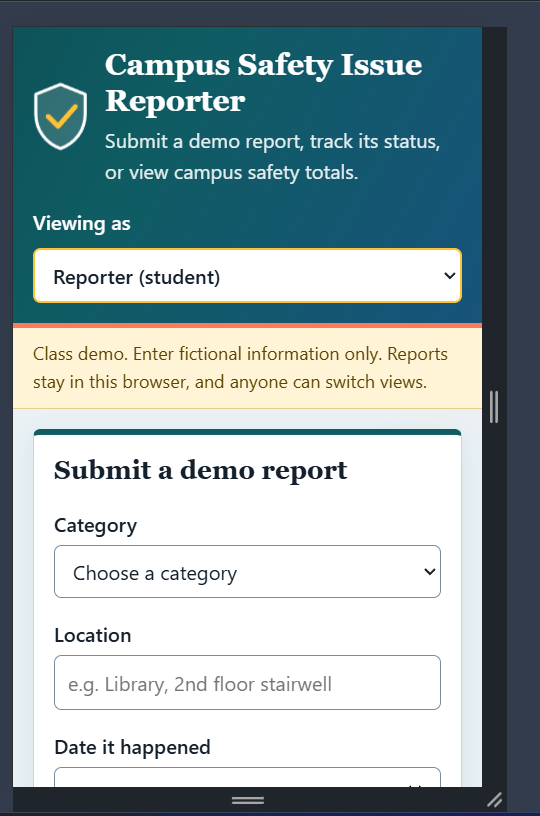 Campus Safety Issue
Reporter
Submit a demo report, track its status,
or view campus safety totals.
Viewing as
Reporter (student)
Class demo. Enter fictional information only. Reports
stay in this browser, and anyone can switch views.
Submit a demo report
Category
Choose a category
Location
e.g. Library, 2nd floor stairwell
Date it happened